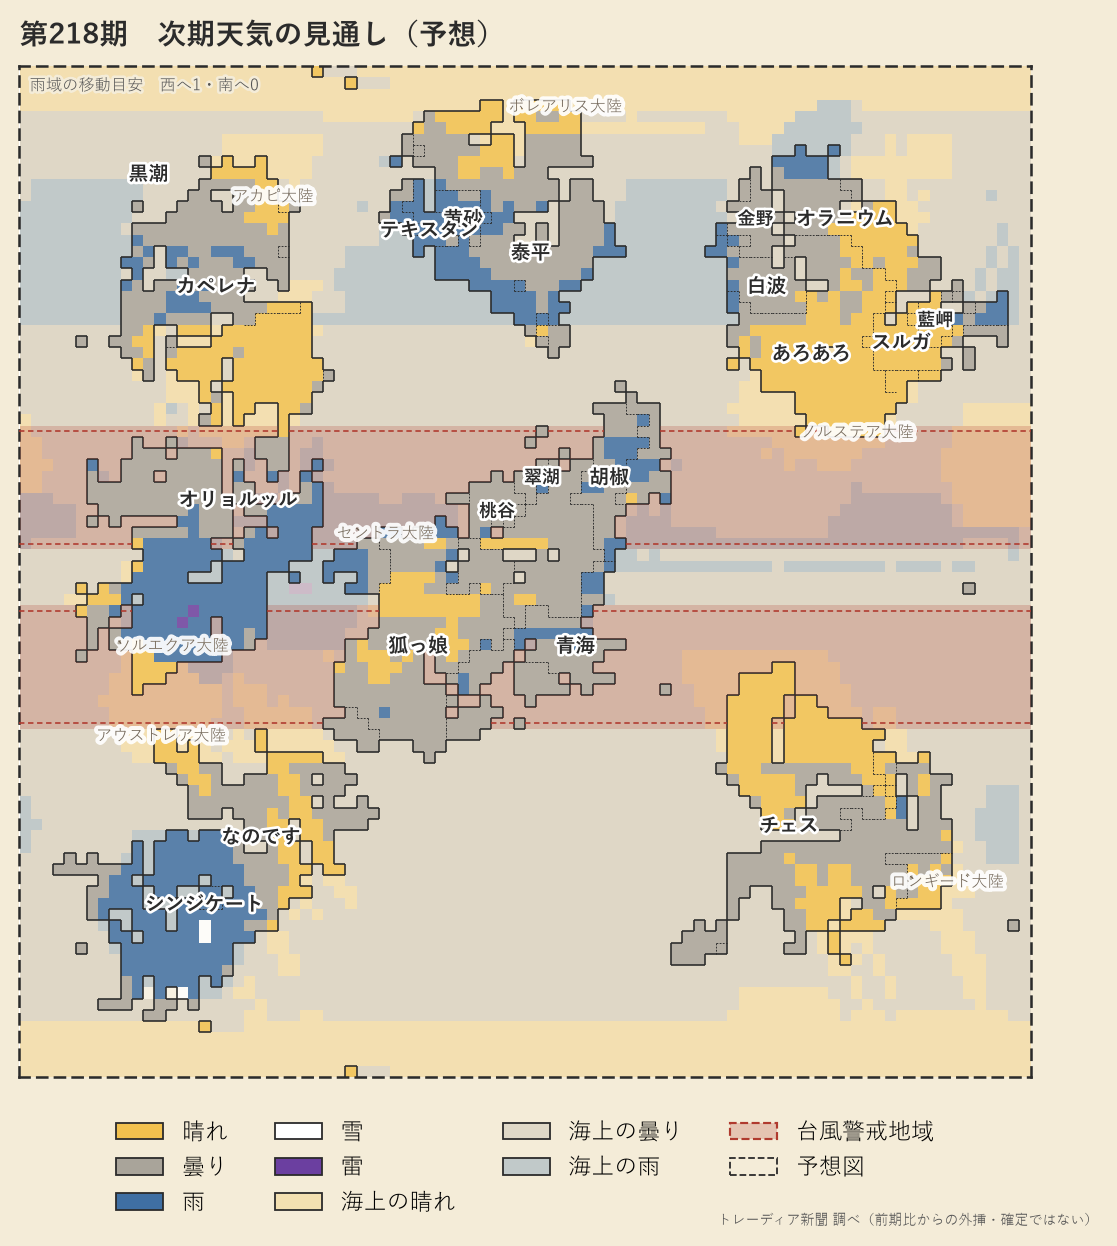 第218期　次期天気の見通し（予想）
雨域の移動目安　西へ1・南へ0
ボレアリス大陸
黒潮
アカピ大陸
黄砂
テキスタン
金野
オラニウム
泰平
カペレナ
白波
藍岬
スルガ
あろあろ
ノルステア大陸
翠湖
胡椒
オリョルッル
桃谷
セントラ大陸
ソルエクア大陸
狐っ娘
青海
アウストレア大陸
なのです
チェス
ロンギード大陸
シンジケート
晴れ
雪
海上の曇り
台風警戒地域
曇り
雷
海上の雨
予想図
雨
海上の晴れ
トレーディア新聞 調べ（前期比からの外挿・確定ではない）